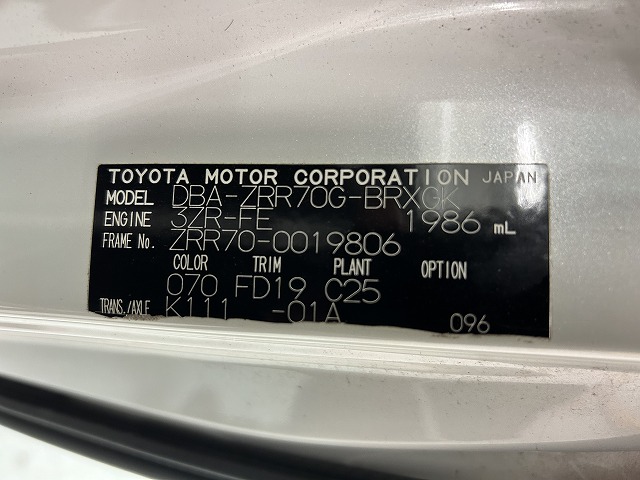 TOYOTA MOTOR CORPORATION JAPAN
MODEL DBA-ZRR70G-BRXGK
ENGINE 3ZR-FE 1986 mL
FRAME No. ZRR70-0019806
COLOR TRIM PLANT OPTION
070 FD19 C25
TRANS./AXLE K111 -01A 096